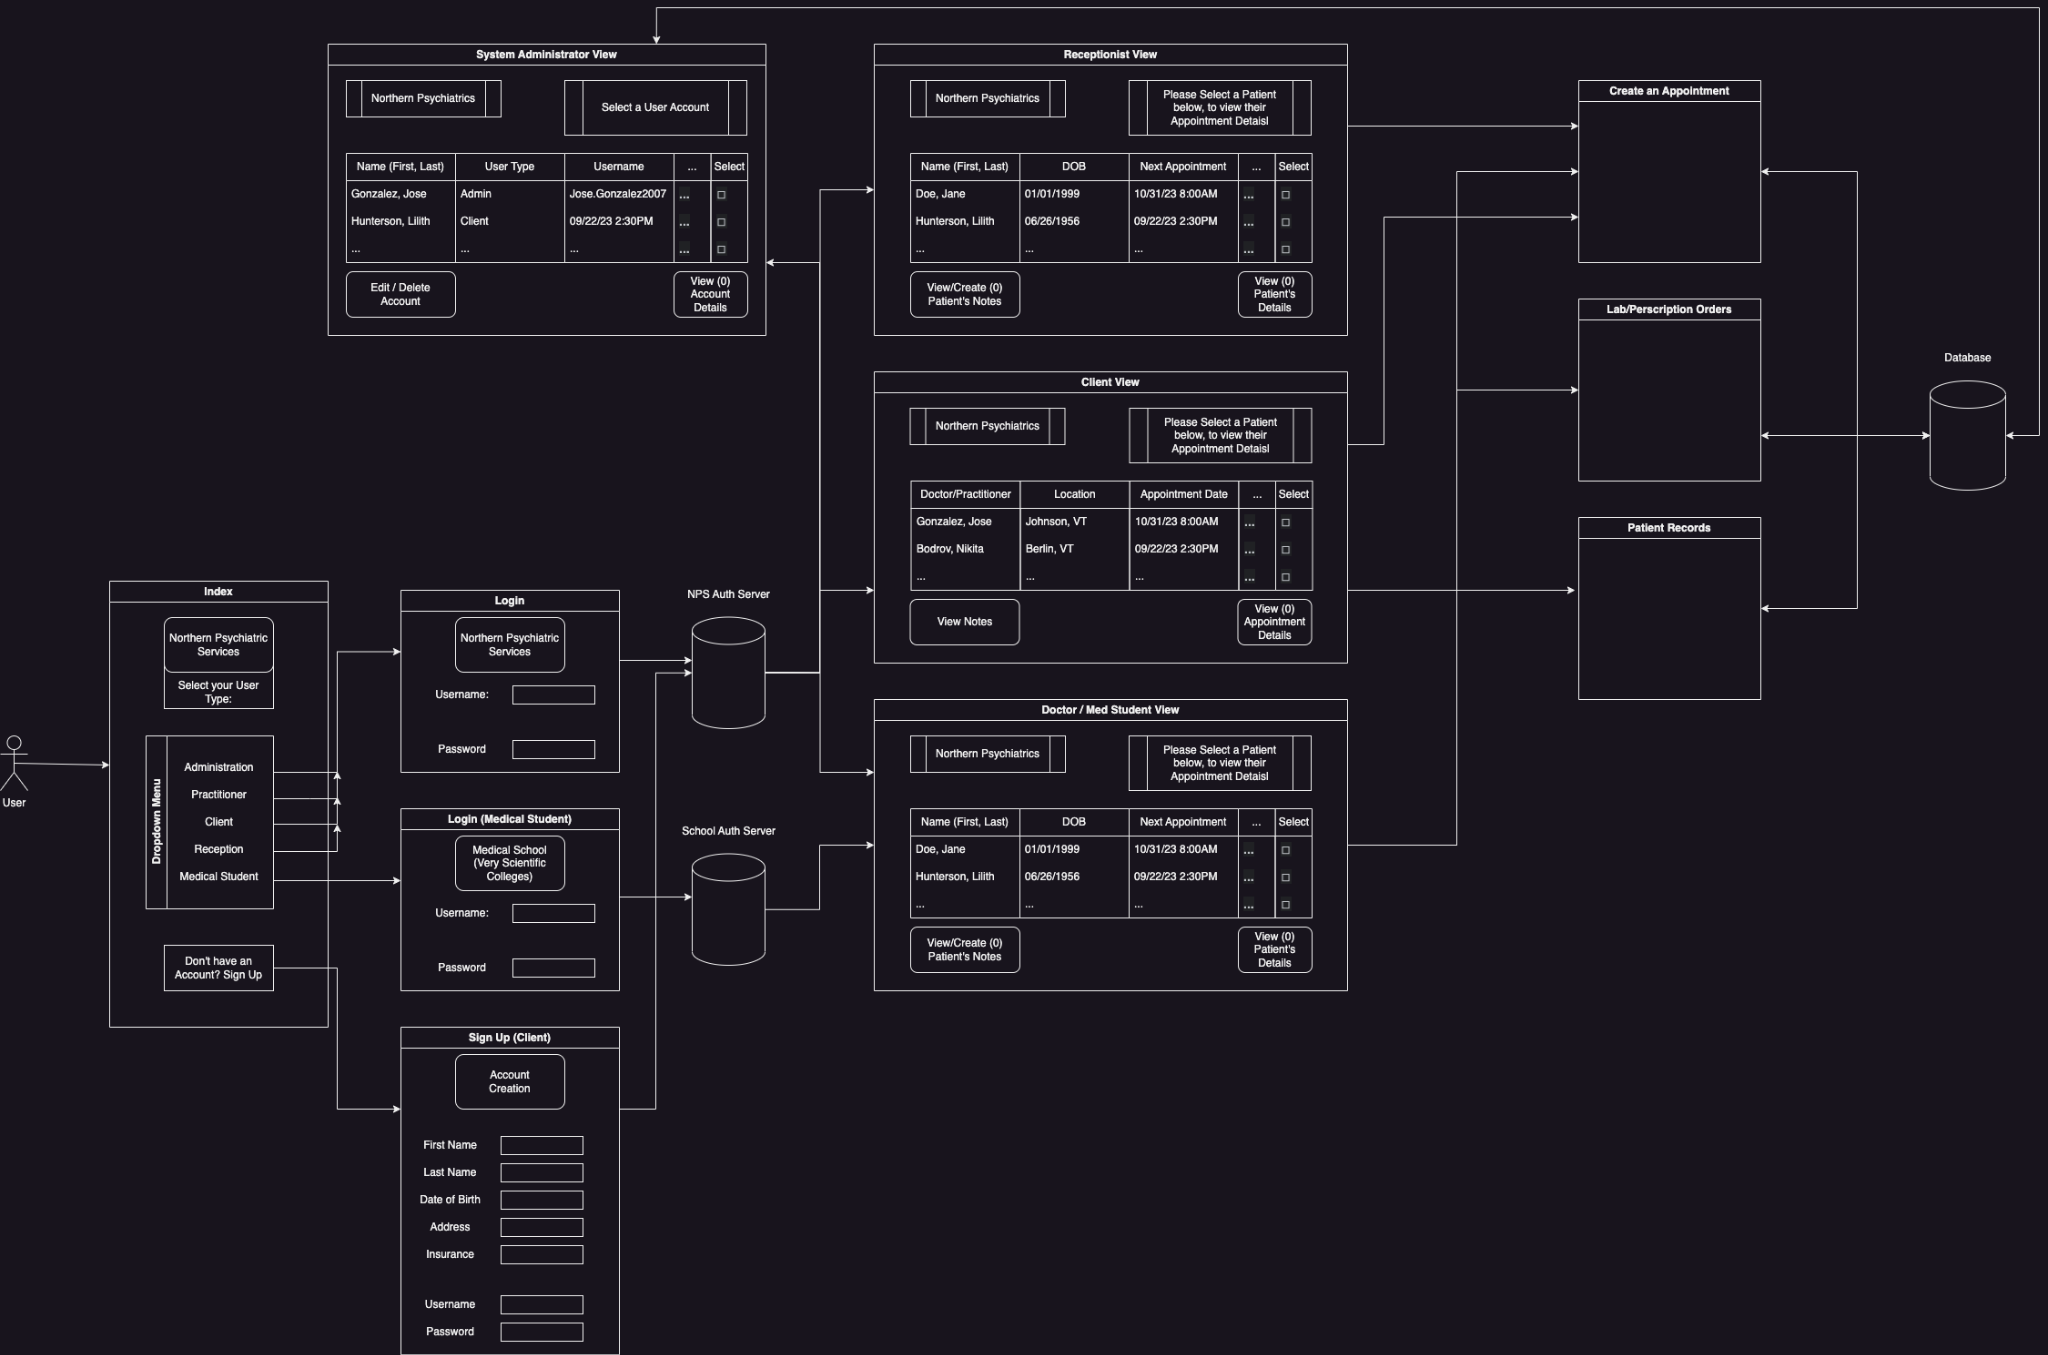 System Administrator View
Northern Psychiatrics
Select a User Account
Name (First, Last) User Type Username ... Select
Gonzalez, Jose Admin Jose.Gonzalez2007 ... □
Hunterson, Lilith Client 09/22/23 2:30PM ... □
... ... ... ... □
Edit / Delete
Account
View (0)
Account
Details
Receptionist View
Northern Psychiatrics
Please Select a Patient
below, to view their
Appointment Detaisl
Name (First, Last) DOB Next Appointment ... Select
Doe, Jane 01/01/1999 10/31/23 8:00AM ... □
Hunterson, Lilith 06/26/1956 09/22/23 2:30PM ... □
... ... ... ... □
View/Create (0)
Patient's Notes
View (0)
Patient's
Details
Create an Appointment
Lab/Perscription Orders
Database
Client View
Northern Psychiatrics
Please Select a Patient
below, to view their
Appointment Detaisl
Doctor/Practitioner Location Appointment Date ... Select
Gonzalez, Jose Johnson, VT 10/31/23 8:00AM ... □
Bodrov, Nikita Berlin, VT 09/22/23 2:30PM ... □
... ... ... ... □
View Notes
View (0)
Appointment
Details
Patient Records
User
Index
Northern Psychiatric
Services
Select your User
Type:
Dropdown Menu
Administration
Practitioner
Client
Reception
Medical Student
Don't have an
Account? Sign Up
Login
Northern Psychiatric
Services
Username:
Password
NPS Auth Server
Login (Medical Student)
Medical School
(Very Scientific
Colleges)
Username:
Password
School Auth Server
Doctor / Med Student View
Northern Psychiatrics
Please Select a Patient
below, to view their
Appointment Detaisl
Name (First, Last) DOB Next Appointment ... Select
Doe, Jane 01/01/1999 10/31/23 8:00AM ... □
Hunterson, Lilith 06/26/1956 09/22/23 2:30PM ... □
... ... ... ... □
View/Create (0)
Patient's Notes
View (0)
Patient's
Details
Sign Up (Client)
Account
Creation
First Name
Last Name
Date of Birth
Address
Insurance
Username
Password